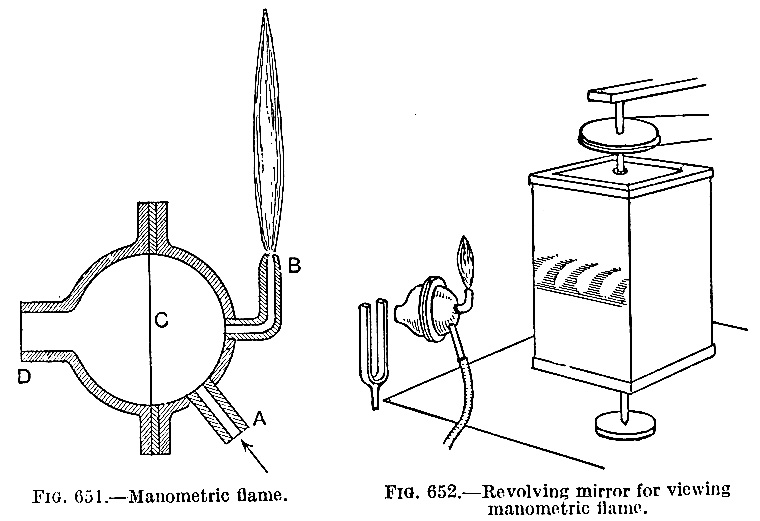 B
C
D
A
FIG. 651.—Manometric flame.
FIG. 652.—Revolving mirror for viewing
manometric flame.